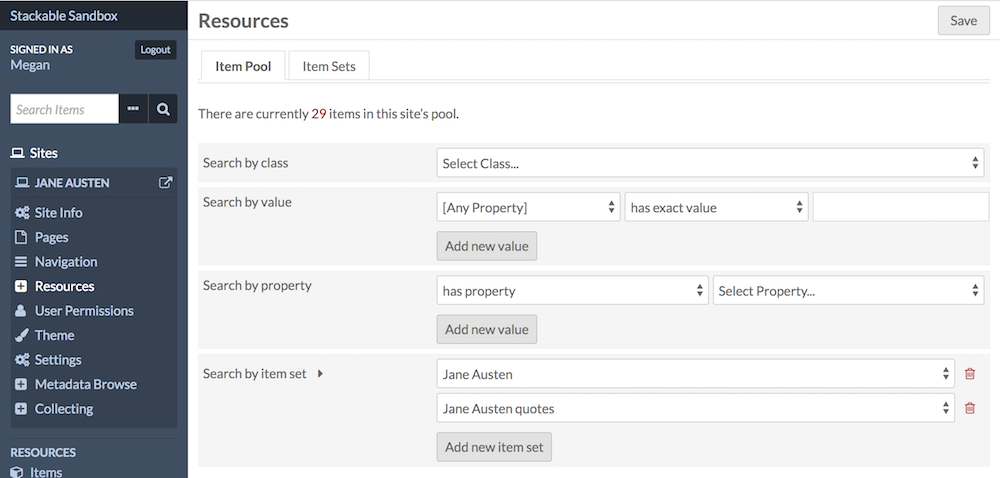 Stackable Sandbox
SIGNED IN AS
Megan
Logout
Search Items
Sites
JANE AUSTEN
Site Info
Pages
Navigation
Resources
User Permissions
Theme
Settings
Metadata Browse
Collecting
RESOURCES
Items
Resources
Save
Item Pool
Item Sets
There are currently 29 items in this site's pool.
Search by class
Select Class...
Search by value
[Any Property]
has exact value
Add new value
Search by property
has property
Select Property...
Add new value
Search by item set
Jane Austen
Jane Austen quotes
Add new item set